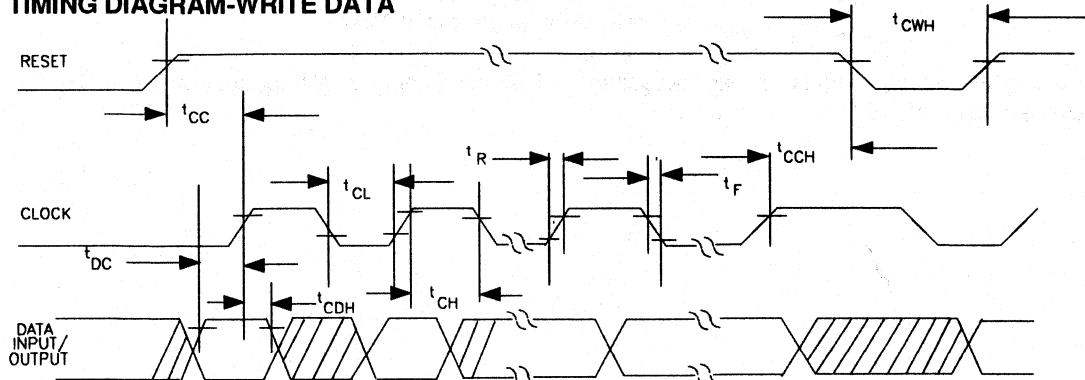 TIMING DIAGRAM-WRITE DATA
tCWH
RESET
tCC
tR
tCCH
tCL
tF
CLOCK
tDC
tCDH
tCH
DATA
INPUT/
OUTPUT